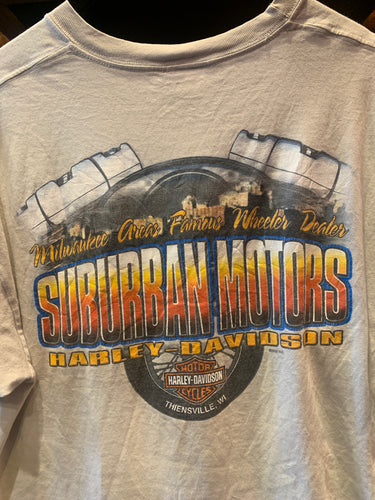 Milwaukee Areas Famous Wheeler Dealer
SUBURBAN MOTORS
HARLEY-DAVIDSON
MOTOR
HARLEY-DAVIDSON
CYCLES
THIENSVILLE, WI